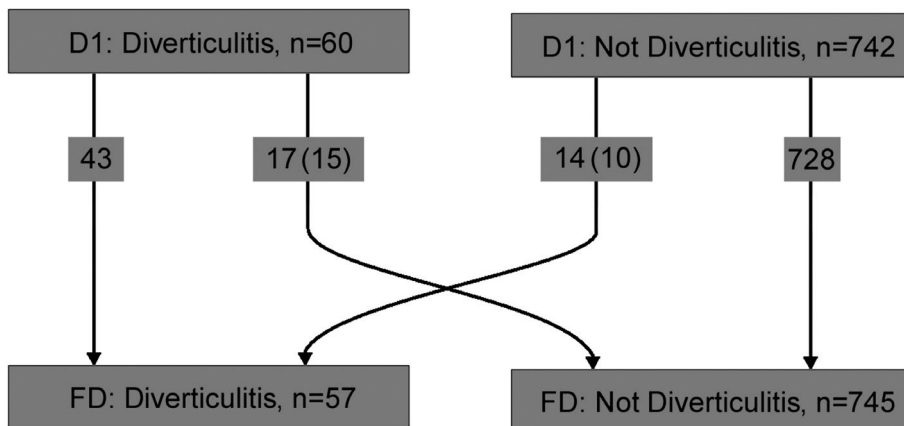 D1: Diverticulitis, n=60
D1: Not Diverticulitis, n=742
43
17(15)
14(10)
728
FD: Diverticulitis, n=57
FD: Not Diverticulitis, n=745